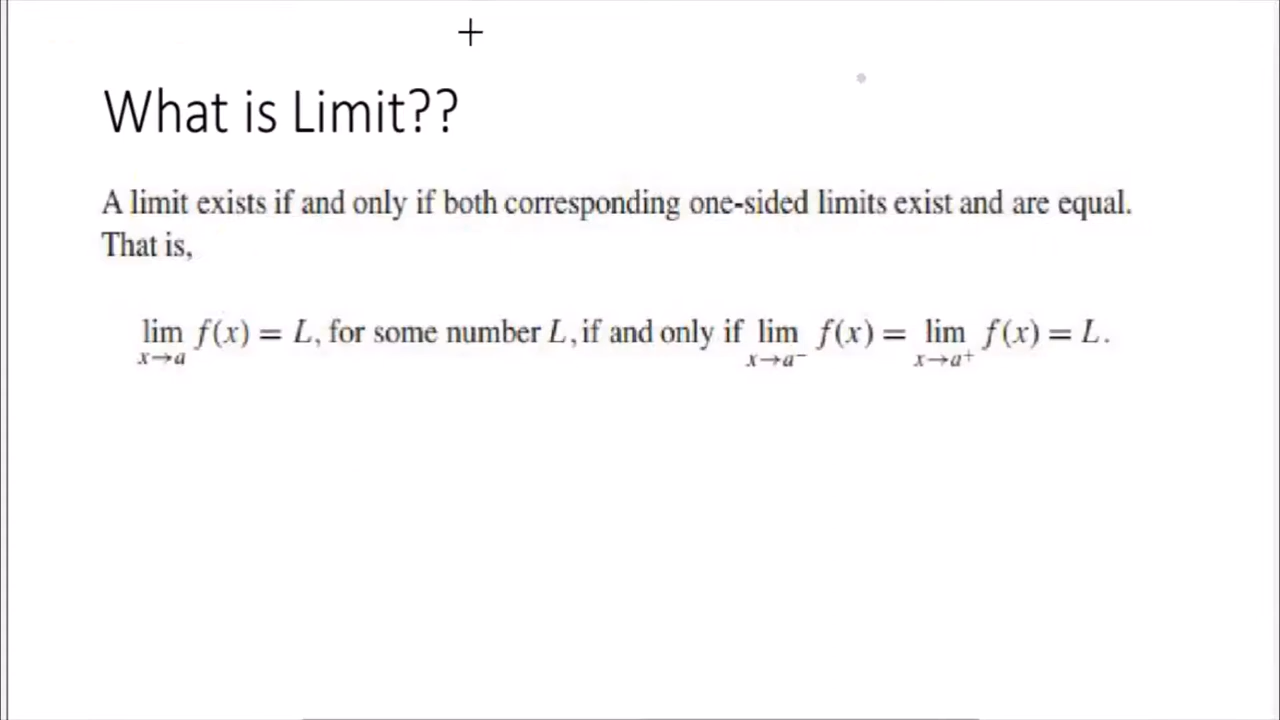 What is Limit??
A limit exists if and only if both corresponding one-sided limits exist and are equal.
That is,
lim f(x) = L, for some number L, if and only if lim f(x) = lim f(x) = L.
x→a x→a⁻ x→a⁺